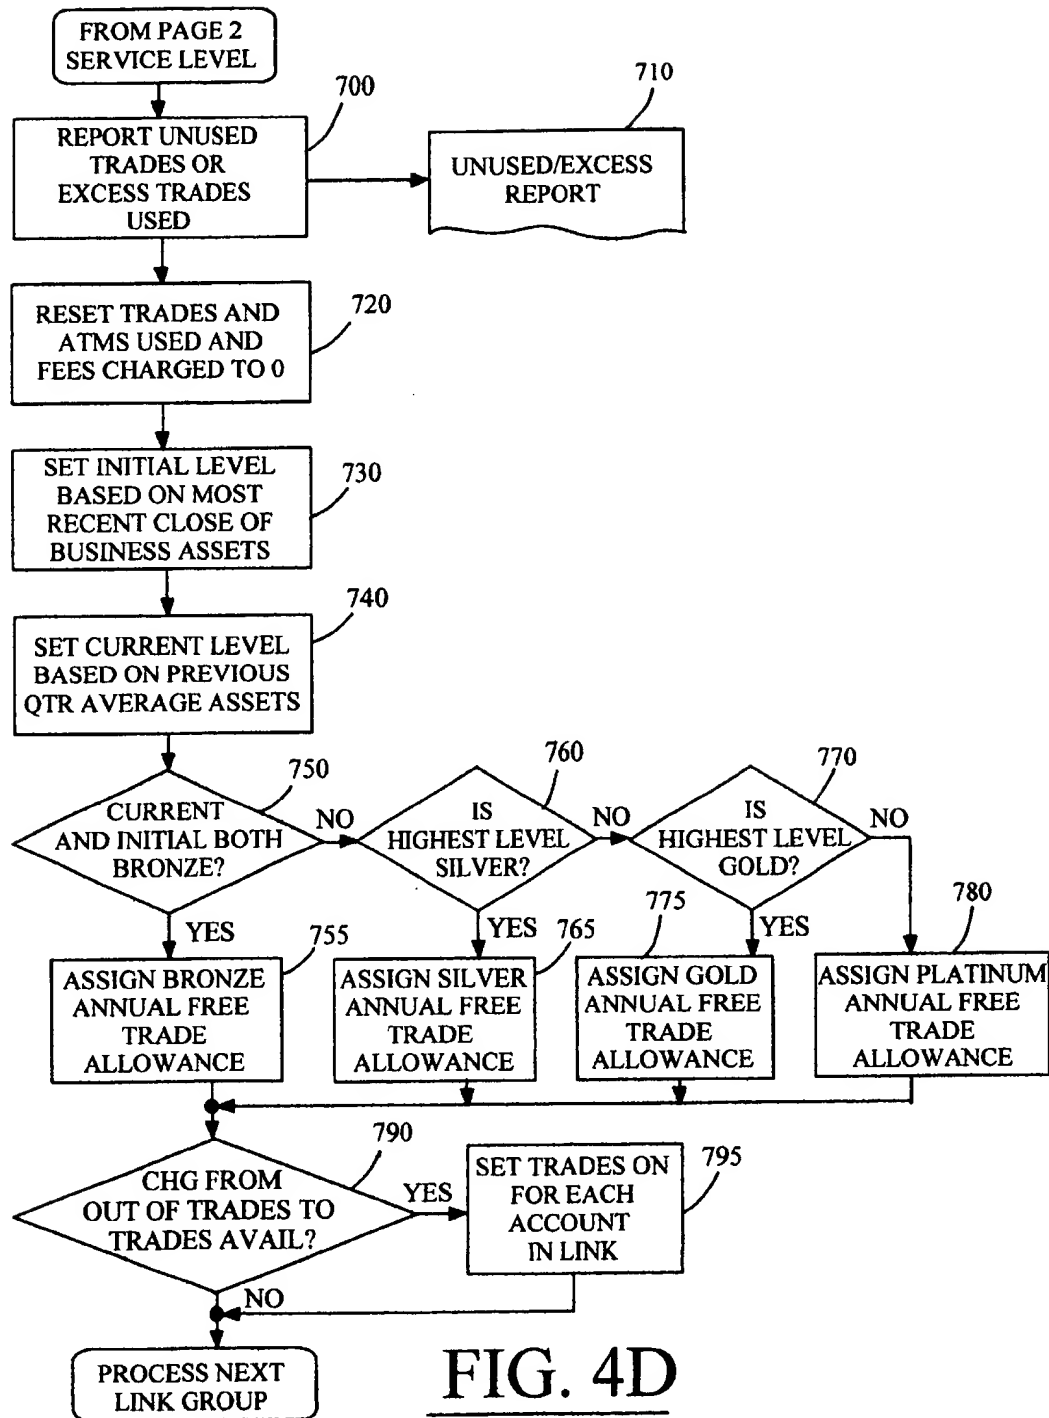 FROM PAGE 2
SERVICE LEVEL
700
REPORT UNUSED
TRADES OR
EXCESS TRADES
USED
710
UNUSED/EXCESS
REPORT
720
RESET TRADES AND
ATMS USED AND
FEES CHARGED TO 0
730
SET INITIAL LEVEL
BASED ON MOST
RECENT CLOSE OF
BUSINESS ASSETS
740
SET CURRENT LEVEL
BASED ON PREVIOUS
QTR AVERAGE ASSETS
750
CURRENT
AND INITIAL BOTH
BRONZE?
NO
YES
760
IS
HIGHEST LEVEL
SILVER?
NO
YES
770
IS
HIGHEST LEVEL
GOLD?
NO
YES
755
ASSIGN BRONZE
ANNUAL FREE
TRADE
ALLOWANCE
765
ASSIGN SILVER
ANNUAL FREE
TRADE
ALLOWANCE
775
ASSIGN GOLD
ANNUAL FREE
TRADE
ALLOWANCE
780
ASSIGN PLATINUM
ANNUAL FREE
TRADE
ALLOWANCE
790
CHG FROM
OUT OF TRADES TO
TRADES AVAIL?
YES
NO
795
SET TRADES ON
FOR EACH
ACCOUNT
IN LINK
PROCESS NEXT
LINK GROUP
FIG. 4D